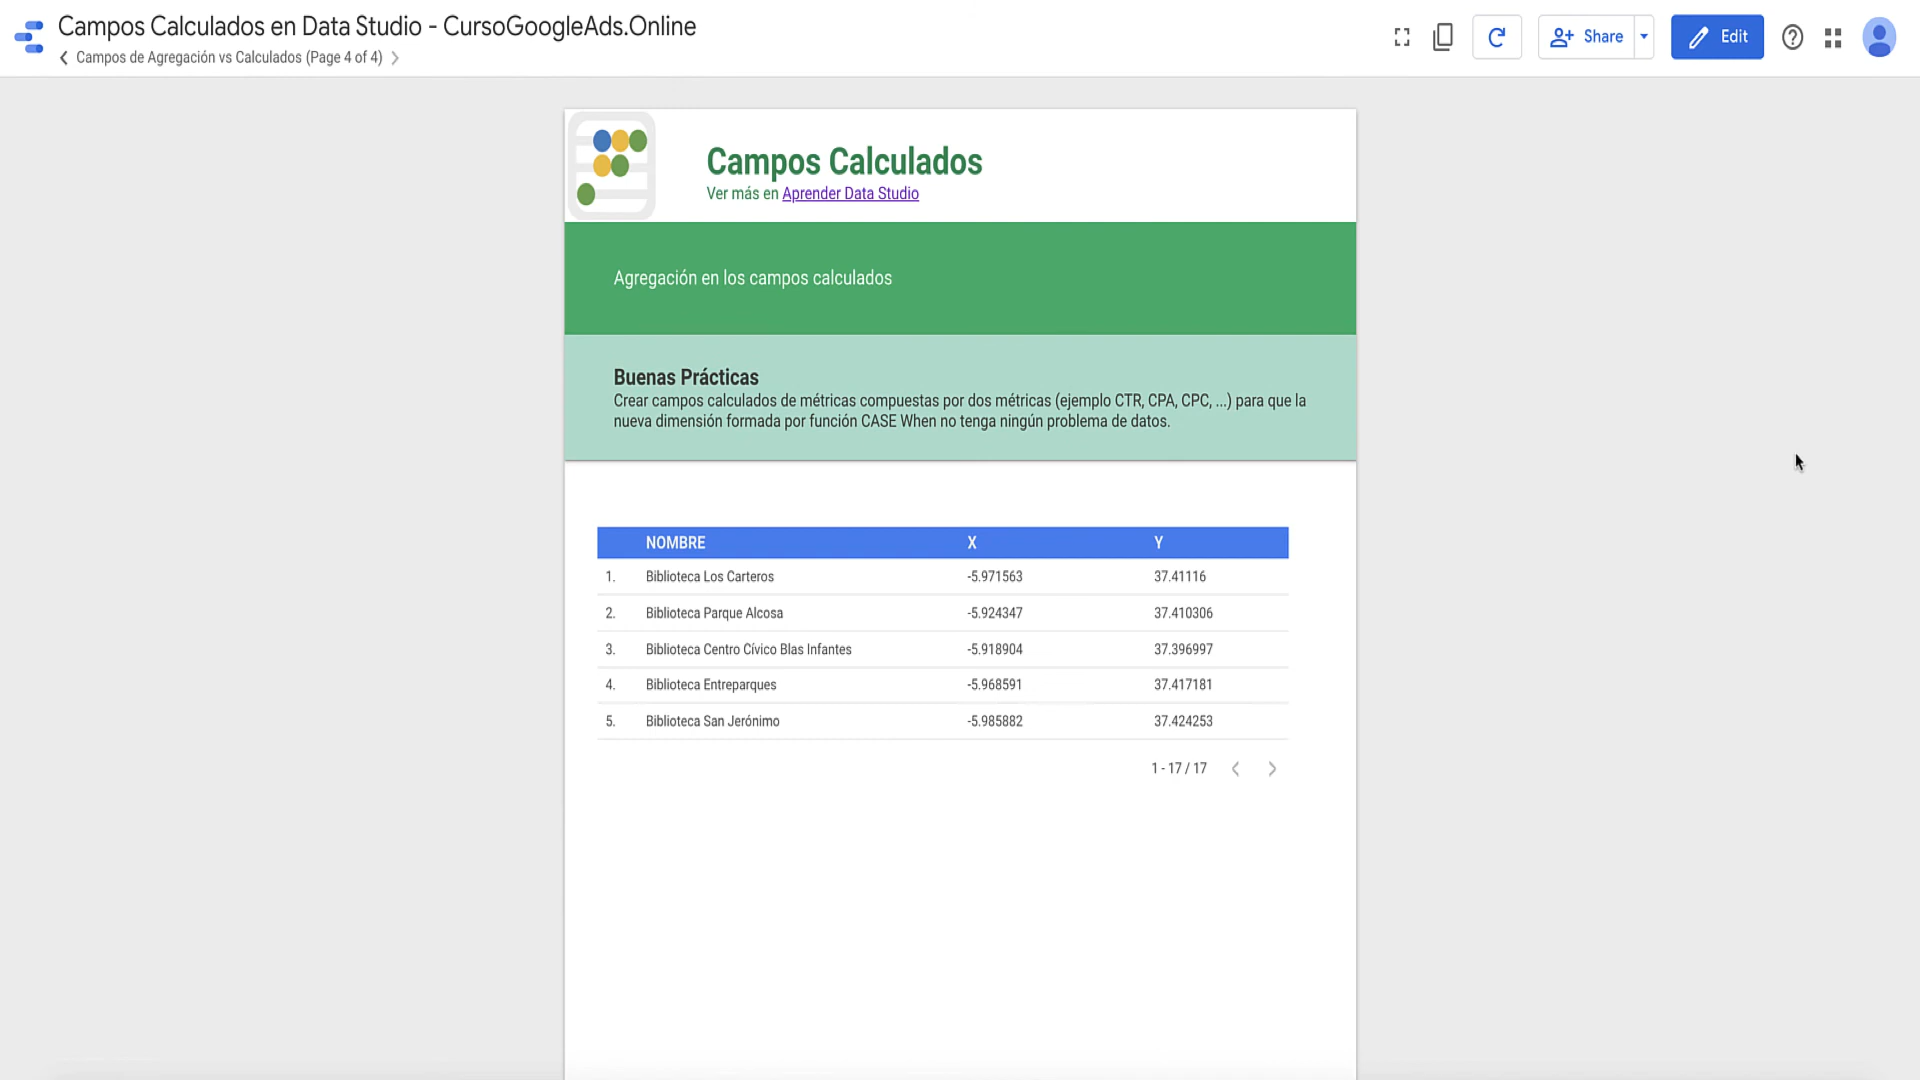 Campos Calculados en Data Studio - CursoGoogleAds.Online
Campos de Agregación vs Calculados (Page 4 of 4)
Share
Edit
Campos Calculados
Ver más en Aprender Data Studio
Agregación en los campos calculados
Buenas Prácticas
Crear campos calculados de métricas compuestas por dos métricas (ejemplo CTR, CPA, CPC, ...) para que la
nueva dimensión formada por función CASE When no tenga ningún problema de datos.
NOMBRE X Y
1. Biblioteca Los Carteros -5.971563 37.41116
2. Biblioteca Parque Alcosa -5.924347 37.410306
3. Biblioteca Centro Cívico Blas Infantes -5.918904 37.396997
4. Biblioteca Entreparques -5.968591 37.417181
5. Biblioteca San Jerónimo -5.985882 37.424253
1 - 17 / 17